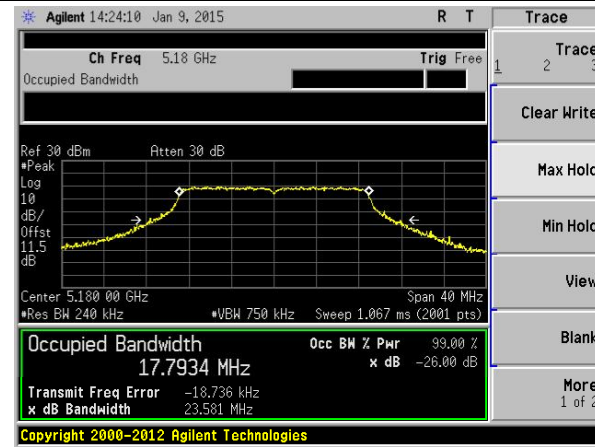 Agilent 14:24:10 Jan 9, 2015 R T Trace
Ch Freq 5.18 GHz Trig Free
Occupied Bandwidth
Trace
1 2 3
Clear Write
Max Hold
Min Hold
View
Blank
More
1 of 2
Ref 30 dBm Atten 30 dB
#Peak
Log
10
dB/
Offst
11.5
dB
Center 5.180 00 GHz Span 40 MHz
#Res BW 240 kHz #VBW 750 kHz Sweep 1.067 ms (2001 pts)
Occupied Bandwidth Occ BW % Pwr 99.00 %
17.7934 MHz x dB -26.00 dB
Transmit Freq Error -18.736 kHz
x dB Bandwidth 23.581 MHz
Copyright 2000-2012 Agilent Technologies